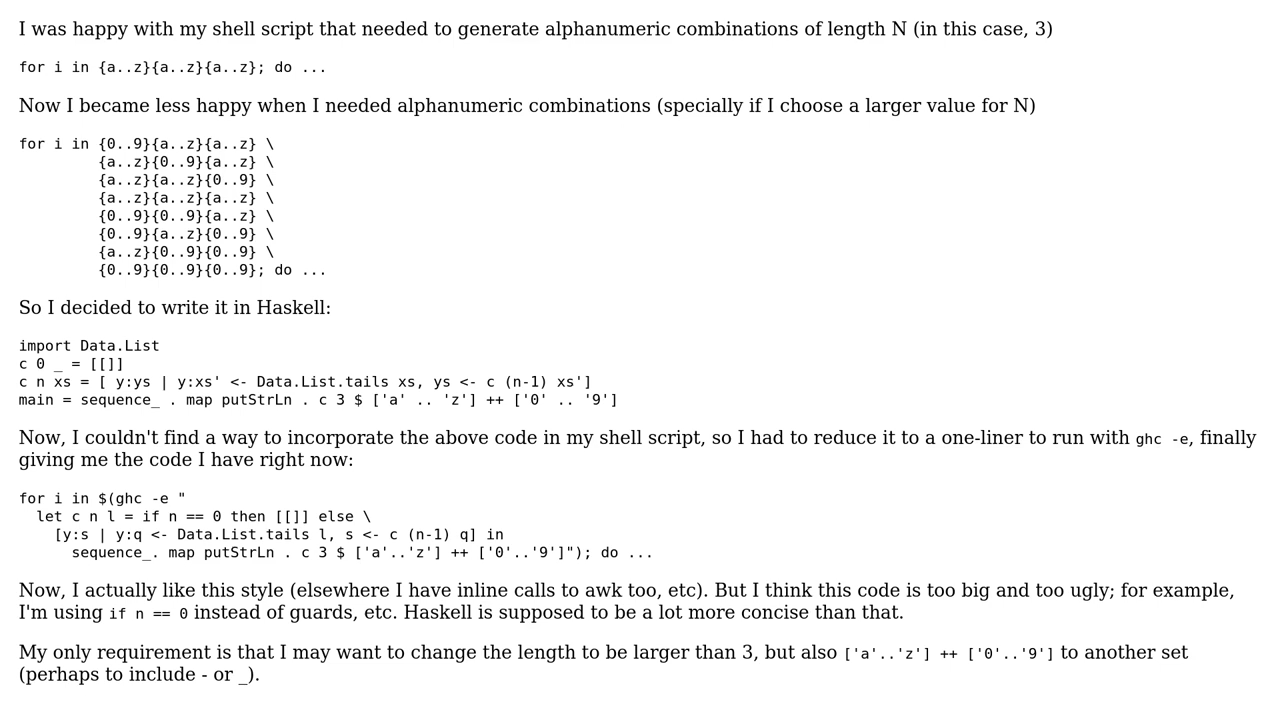 I was happy with my shell script that needed to generate alphanumeric combinations of length N (in this case, 3)
for i in {a..z}{a..z}{a..z}; do ...
Now I became less happy when I needed alphanumeric combinations (specially if I choose a larger value for N)
for i in {0..9}{a..z}{a..z} \
         {a..z}{0..9}{a..z} \
         {a..z}{a..z}{0..9} \
         {a..z}{a..z}{a..z} \
         {0..9}{0..9}{a..z} \
         {0..9}{a..z}{0..9} \
         {a..z}{0..9}{0..9} \
         {0..9}{0..9}{0..9}; do ...
So I decided to write it in Haskell:
import Data.List
c 0 _ = [[]]
c n xs = [ y:ys | y:xs' <- Data.List.tails xs, ys <- c (n-1) xs']
main = sequence_ . map putStrLn . c 3 $ ['a' .. 'z'] ++ ['0' .. '9']
Now, I couldn't find a way to incorporate the above code in my shell script, so I had to reduce it to a one-liner to run with ghc -e, finally
giving me the code I have right now:
for i in $(ghc -e "
  let c n l = if n == 0 then [[]] else \
    [y:s | y:q <- Data.List.tails l, s <- c (n-1) q] in
      sequence_. map putStrLn . c 3 $ ['a'..'z'] ++ ['0'..'9']"); do ...
Now, I actually like this style (elsewhere I have inline calls to awk too, etc). But I think this code is too big and too ugly; for example,
I'm using if n == 0 instead of guards, etc. Haskell is supposed to be a lot more concise than that.
My only requirement is that I may want to change the length to be larger than 3, but also ['a'..'z'] ++ ['0'..'9'] to another set
(perhaps to include - or _).